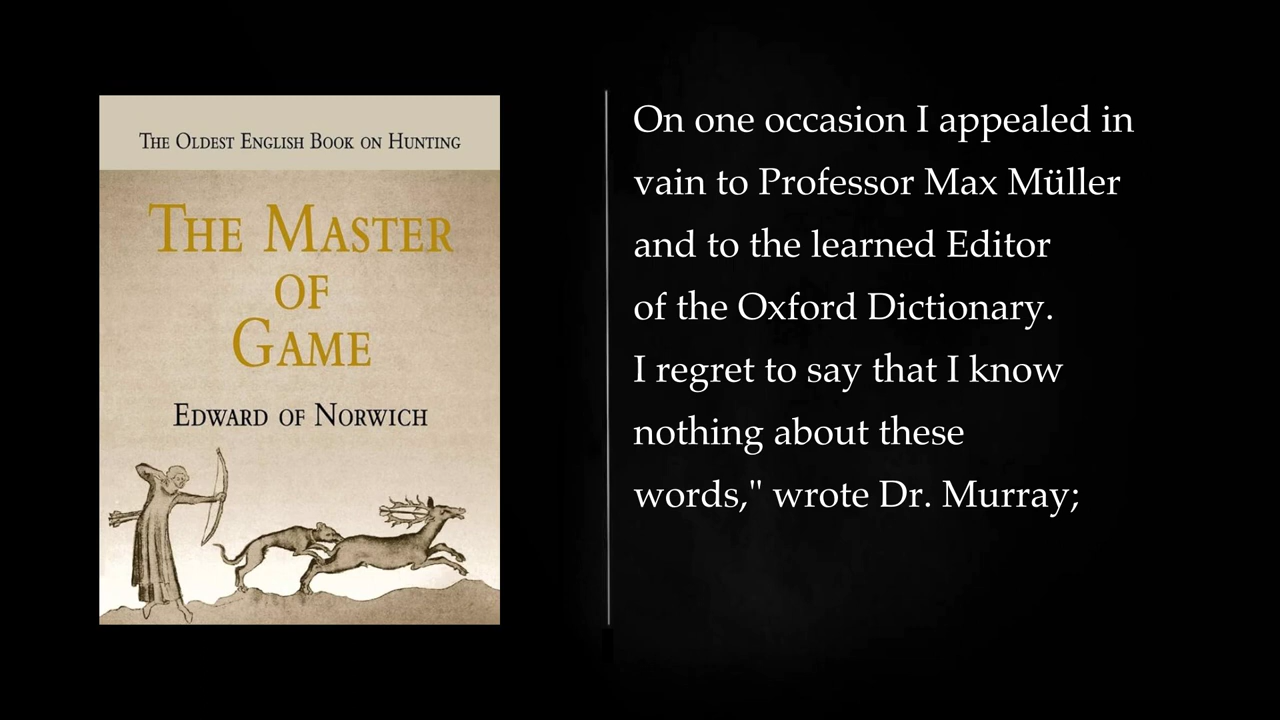 The Oldest English Book on Hunting
The Master
of
Game
Edward of Norwich
On one occasion I appealed in
vain to Professor Max Müller
and to the learned Editor
of the Oxford Dictionary.
I regret to say that I know
nothing about these
words," wrote Dr. Murray;